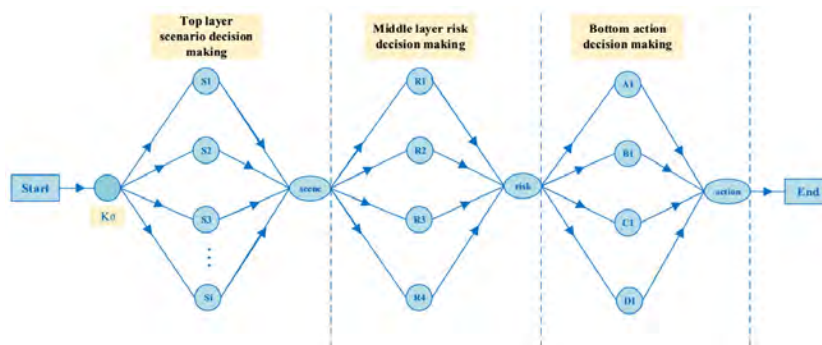 Top layer
scenario decision
making
Middle layer risk
decision making
Bottom action
decision making
S1
R1
A1
S2
R2
B1
Start
scene
risk
action
End
Kσ
S3
R3
C1
Si
R4
D1